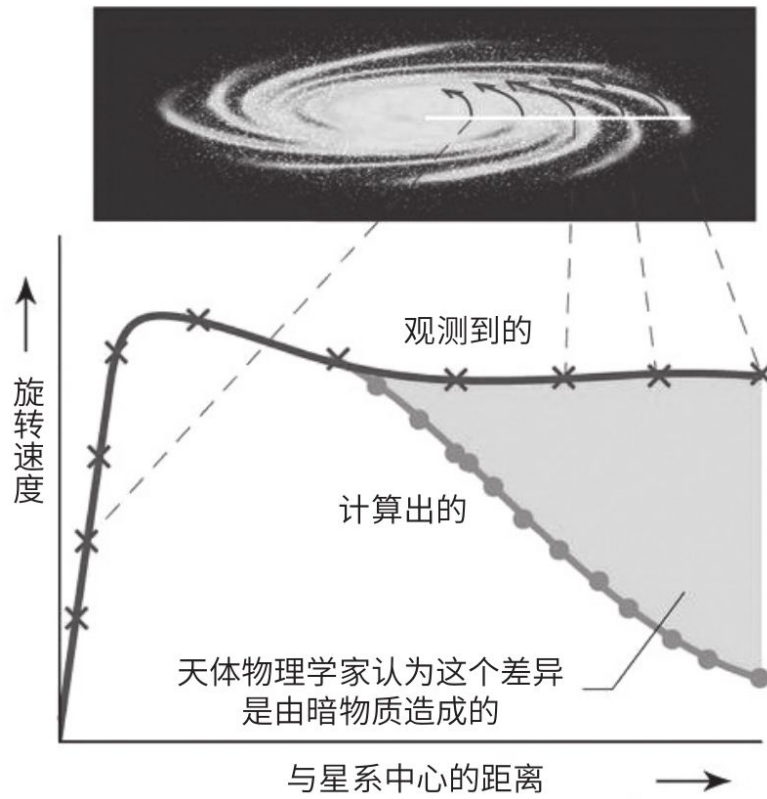 观测到的
旋转速度
计算出的
天体物理学家认为这个差异
是由暗物质造成的
与星系中心的距离